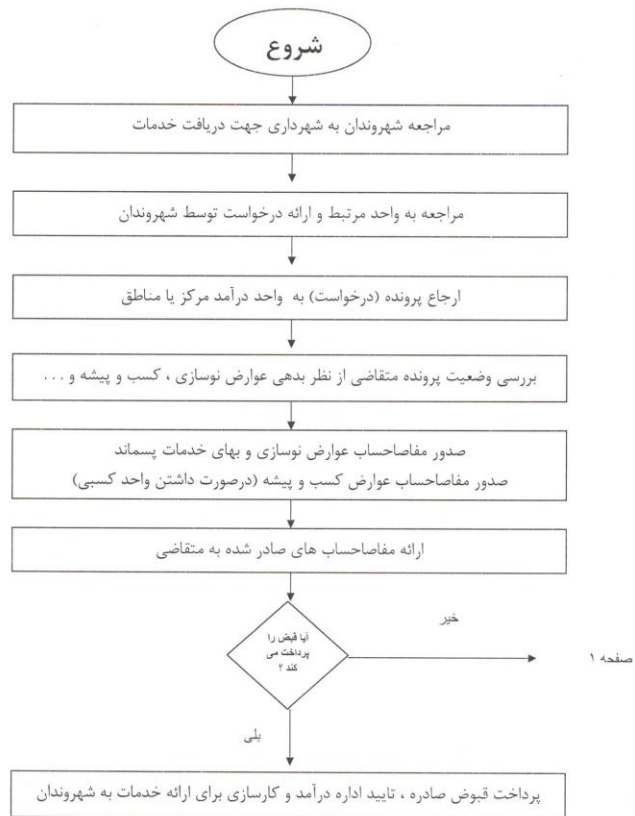 شروع
مراجعه شهروندان به شهرداری جهت دریافت خدمات
مراجعه به واحد مرتبط و ارائه درخواست توسط شهروندان
ارجاع پرونده (درخواست) به واحد درآمد مرکز یا مناطق
بررسی وضعیت پرونده متقاضی از نظر بدهی عوارض نوسازی ، کسب و پیشه و ...
صدور مفاصاحساب عوارض نوسازی و بهای خدمات پسماند
صدور مفاصاحساب عوارض کسب و پیشه (درصورت داشتن واحد کسبی)
ارائه مفاصاحساب های صادر شده به متقاضی
خیر
آیا قبض را
پرداخت می
کند ؟
صفحه ۱
بلی
پرداخت قبوض صادره ، تایید اداره درآمد و کارسازی برای ارائه خدمات به شهروندان